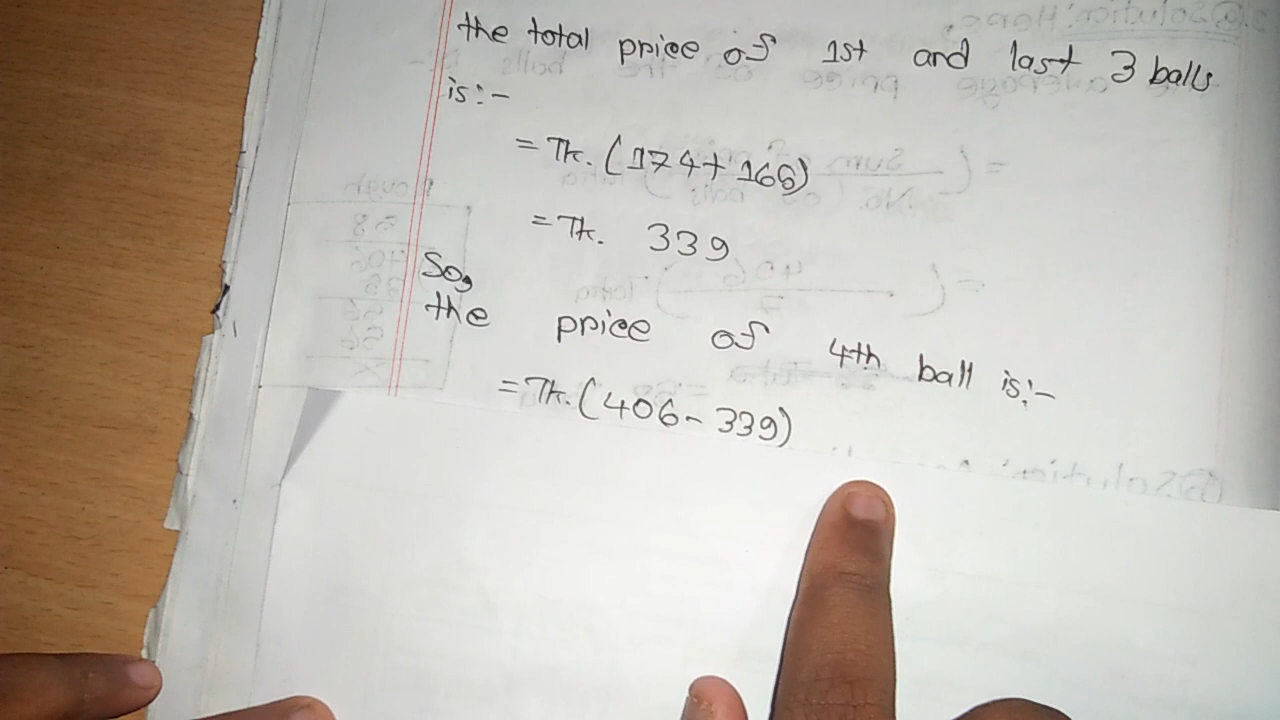 the total price of 1st and last 3 balls
is:-
= Tk. (174+166)
= Tk. 339
So,
the price of 4th ball is:-
= Tk. (406- 339)